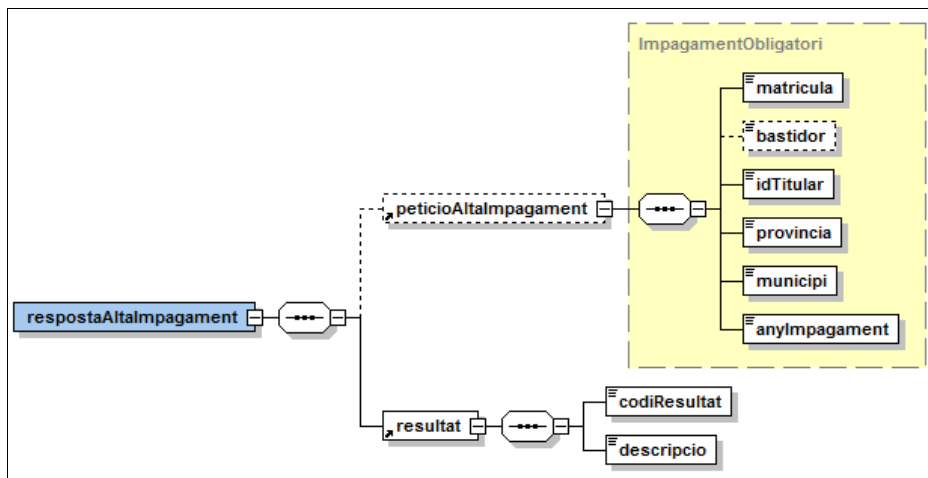 ImpagamentObligatori
matricula
bastidor
peticioAltaImpagament
idTitular
provincia
municipi
anyImpagament
respostaAltaImpagament
resultat
codiResultat
descripcio